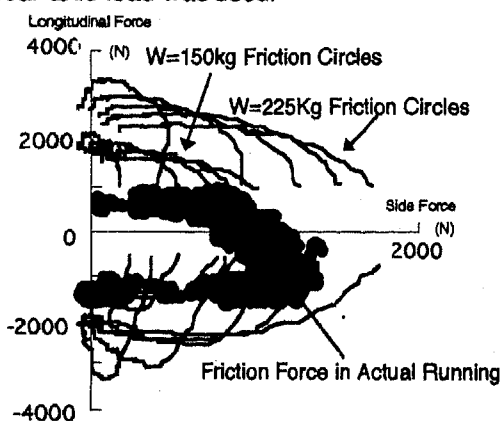 Longitudinal Force
4000 (N)
W=150kg Friction Circles
W=225Kg Friction Circles
2000
Side Force
(N)
0
2000
-2000
Friction Force in Actual Running
-4000